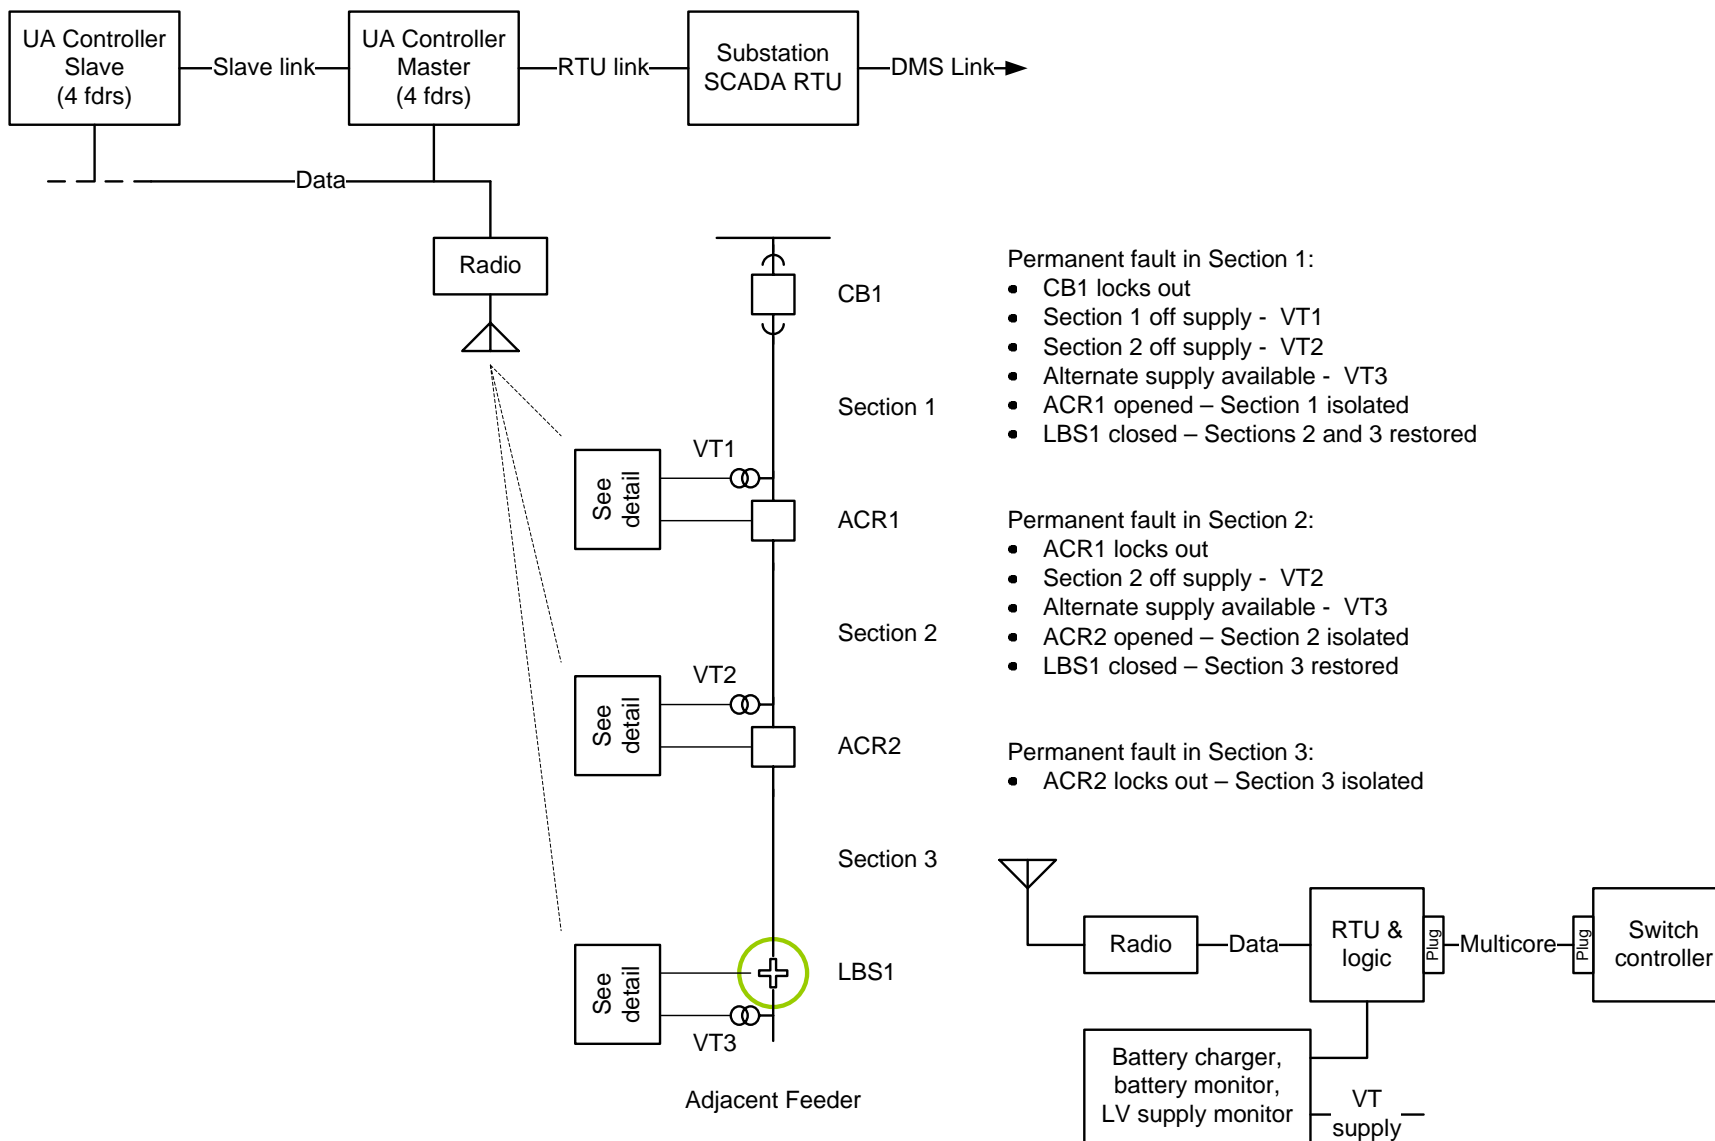 UA Controller
Slave
(4 fdrs)
Slave link
UA Controller
Master
(4 fdrs)
RTU link
Substation
SCADA RTU
DMS Link
Data
Radio
CB1
Section 1
VT1
See
detail
ACR1
Section 2
VT2
See
detail
ACR2
Section 3
See
detail
LBS1
VT3
Adjacent Feeder
Permanent fault in Section 1:
• CB1 locks out
• Section 1 off supply - VT1
• Section 2 off supply - VT2
• Alternate supply available - VT3
• ACR1 opened – Section 1 isolated
• LBS1 closed – Sections 2 and 3 restored
Permanent fault in Section 2:
• ACR1 locks out
• Section 2 off supply - VT2
• Alternate supply available - VT3
• ACR2 opened – Section 2 isolated
• LBS1 closed – Section 3 restored
Permanent fault in Section 3:
• ACR2 locks out – Section 3 isolated
Radio
Data
RTU &
logic
Plug
Multicore
Plug
Switch
controller
Battery charger,
battery monitor,
LV supply monitor
VT
supply